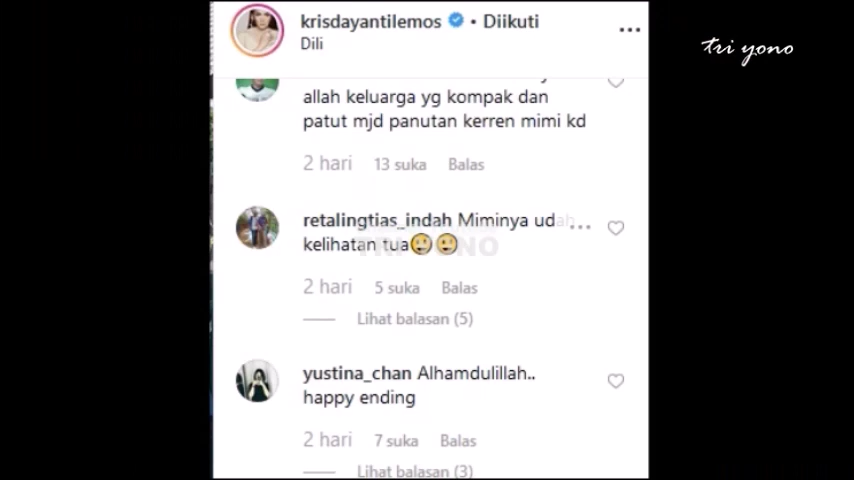 krisdayantilemos • Diikuti
Dili
tri yono
allah keluarga yg kompak dan
patut mjd panutan kerren mimi kd
2 hari 13 suka Balas
retalingtias_indah Miminya udah
kelihatan tua😀😀
TRI YONO
2 hari 5 suka Balas
Lihat balasan (5)
yustina_chan Alhamdulillah..
happy ending
2 hari 7 suka Balas
Lihat balasan (3)